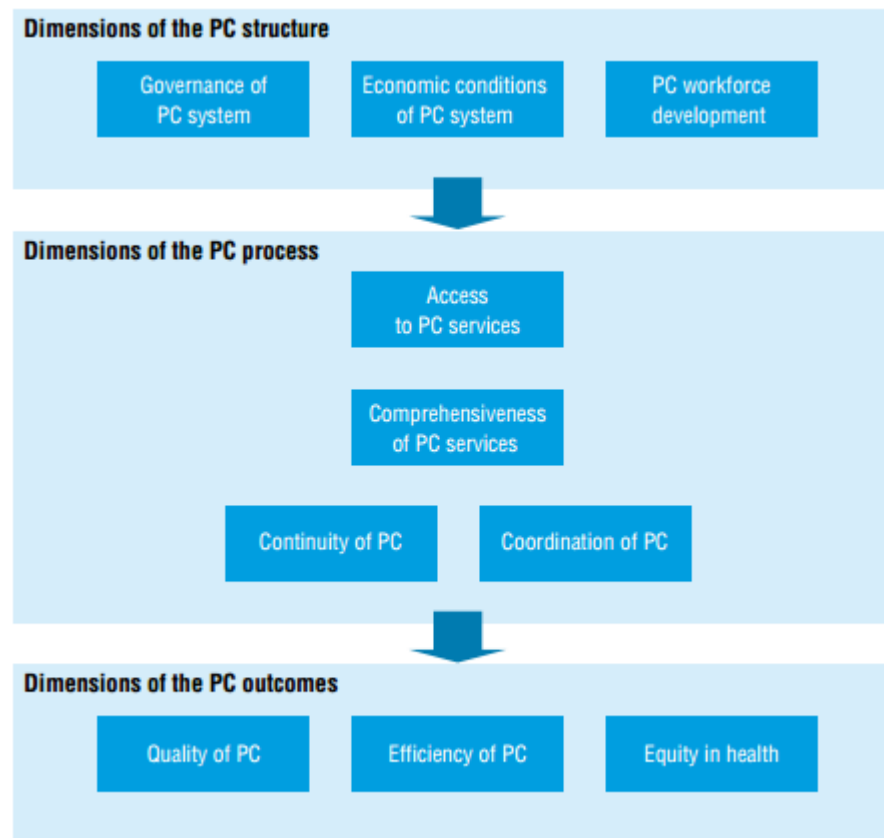 Dimensions of the PC structure
Governance of
PC system
Economic conditions
of PC system
PC workforce
development
Dimensions of the PC process
Access
to PC services
Comprehensiveness
of PC services
Continuity of PC
Coordination of PC
Dimensions of the PC outcomes
Quality of PC
Efficiency of PC
Equity in health